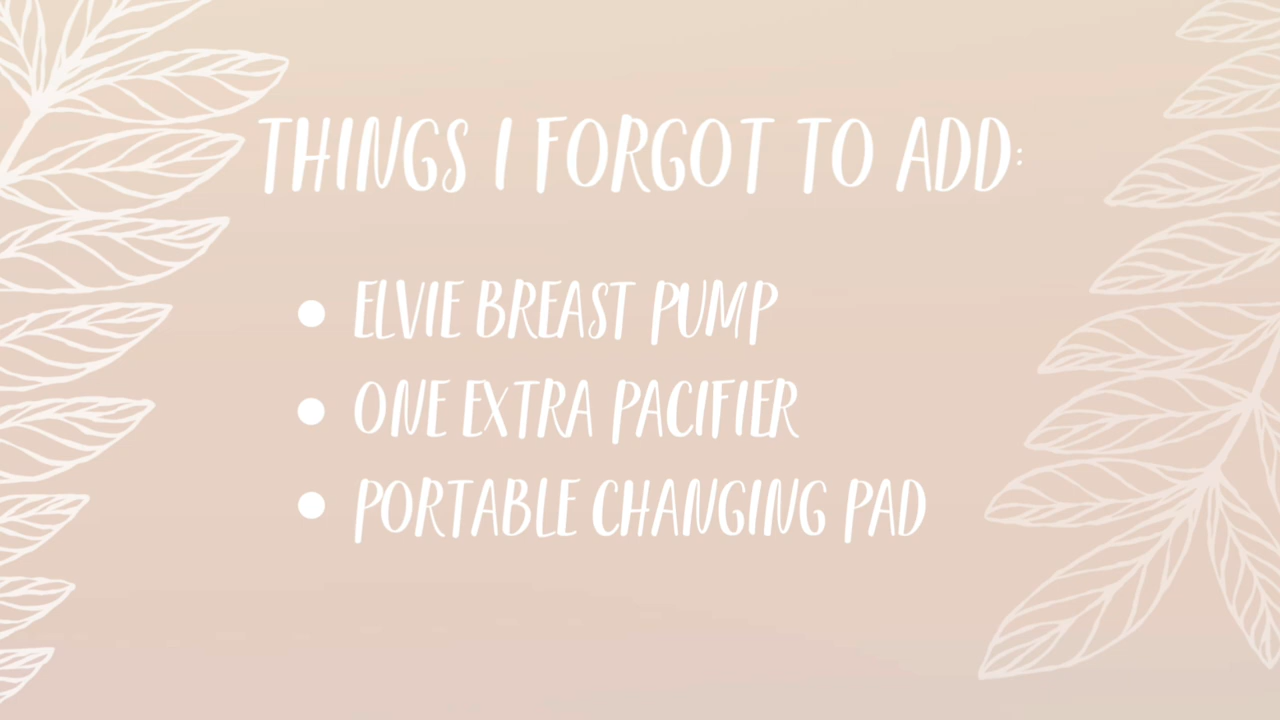 THINGS I FORGOT TO ADD:
• ELVIE BREAST PUMP
• ONE EXTRA PACIFIER
• PORTABLE CHANGING PAD